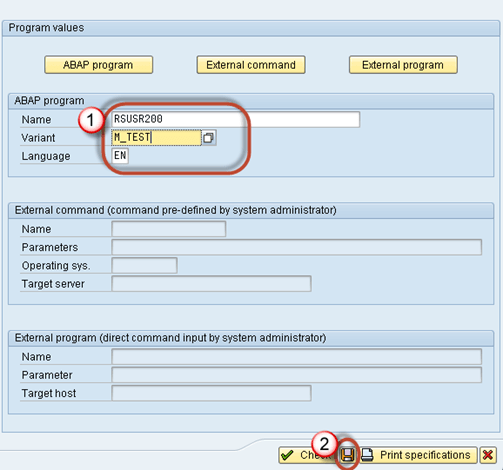 Program values
ABAP program External command External program
ABAP program
1
Name RSUSR200
Variant M_TEST
Language EN
External command (command pre-defined by system administrator)
Name
Parameters
Operating sys.
Target server
External program (direct command input by system administrator)
Name
Parameter
Target host
2
Check Print specifications